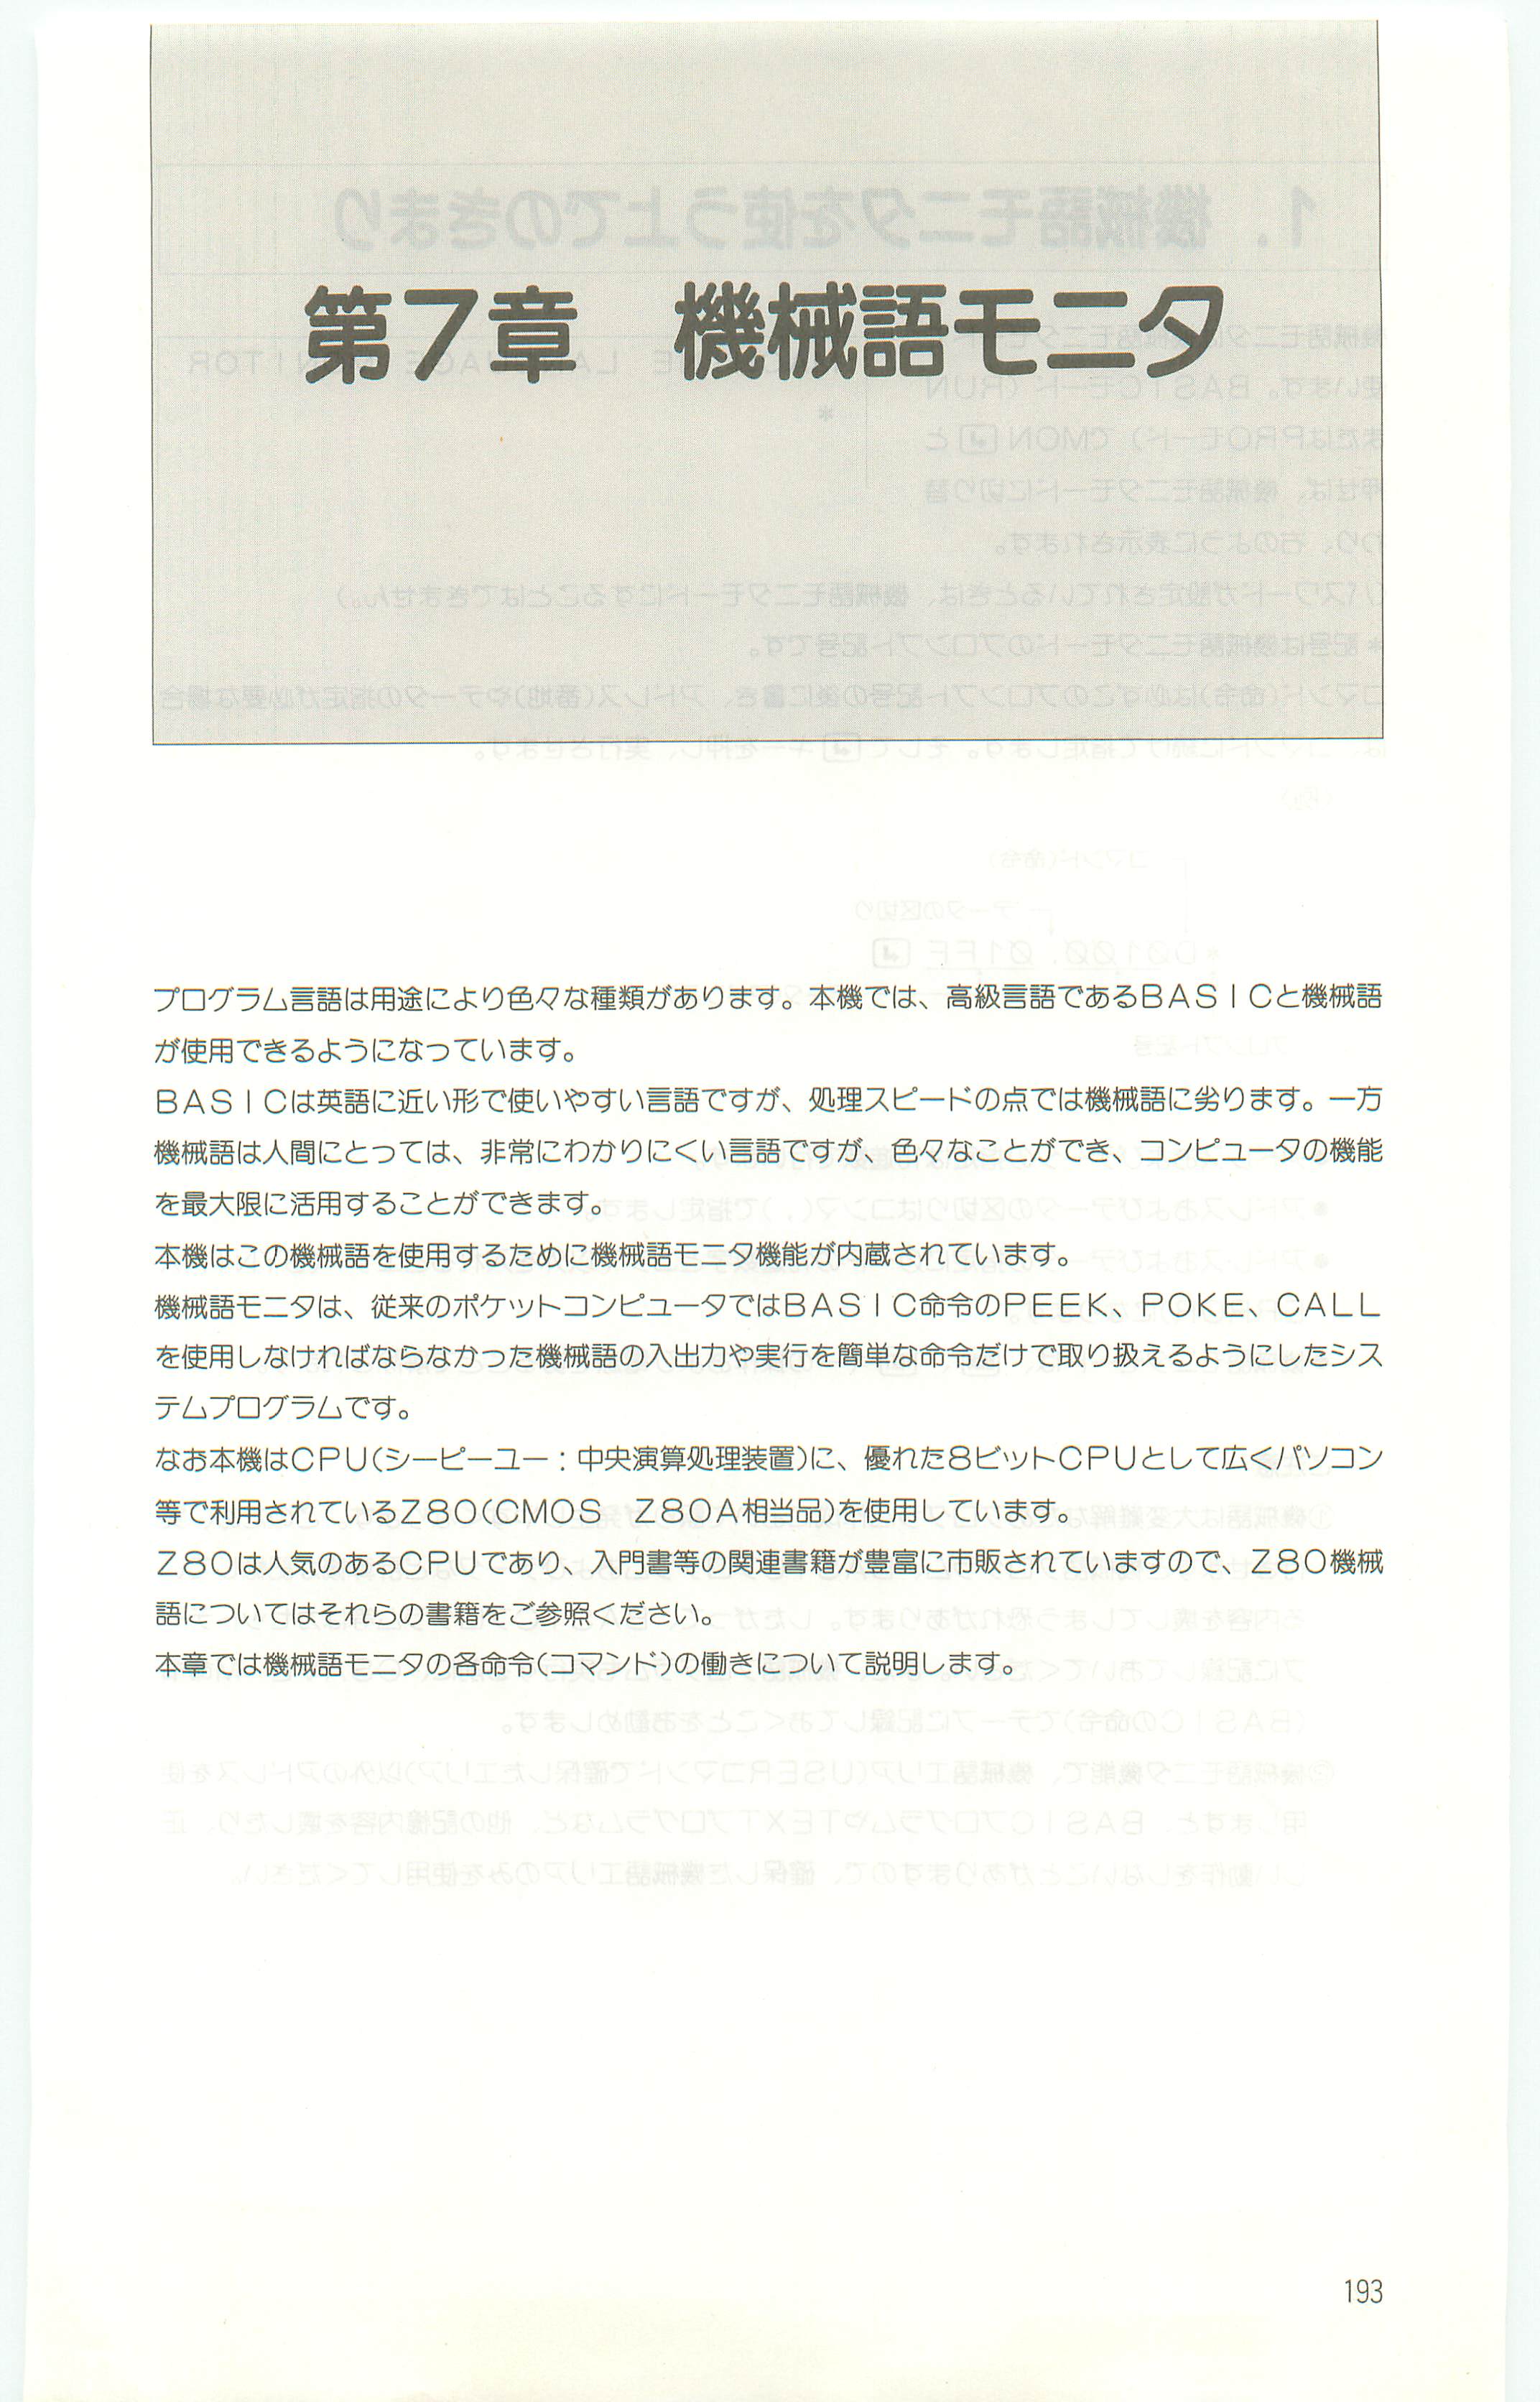 第7章　機械語モニタ
プログラム言語は用途により色々な種類があります。本機では、高級言語であるＢＡＳＩＣと機械語
が使用できるようになっています。
ＢＡＳＩＣは英語に近い形で使いやすい言語ですが、処理スピードの点では機械語に劣ります。一方
機械語は人間にとっては、非常にわかりにくい言語ですが、色々なことができ、コンピュータの機能
を最大限に活用することができます。
本機はこの機械語を使用するために機械語モニタ機能が内蔵されています。
機械語モニタは、従来のポケットコンピュータではＢＡＳＩＣ命令のＰＥＥＫ、ＰＯＫＥ、ＣＡＬＬ
を使用しなければならなかった機械語の入出力や実行を簡単な命令だけで取り扱えるようにしたシス
テムプログラムです。
なお本機はＣＰＵ(シーピーユー：中央演算処理装置)に、優れた８ビットＣＰＵとして広くパソコン
等で利用されているＺ８０(ＣＭＯＳ　Ｚ８０Ａ相当品)を使用しています。
Ｚ８０は人気のあるＣＰＵであり、入門書等の関連書籍が豊富に市販されていますので、Ｚ８０機械
語についてはそれらの書籍をご参照ください。
本章では機械語モニタの各命令(コマンド)の働きについて説明します。
193